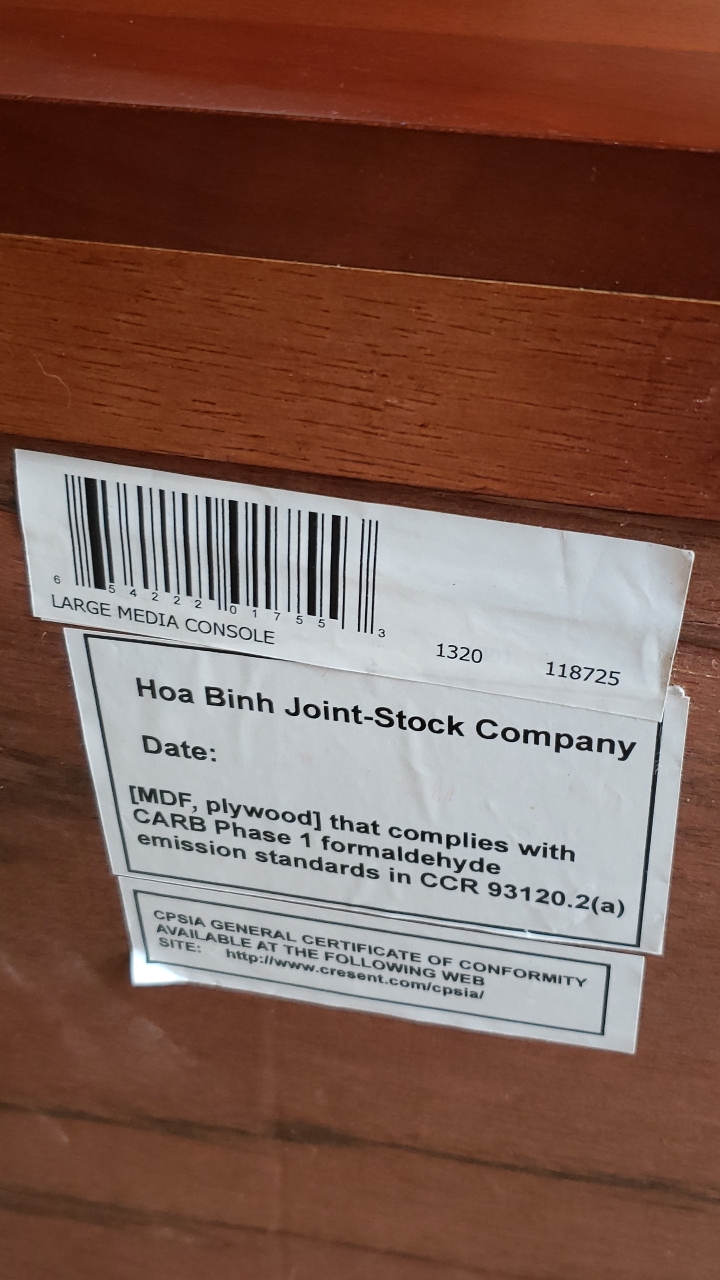 6 54222 01755 3
LARGE MEDIA CONSOLE
1320 118725
Hoa Binh Joint-Stock Company
Date:
[MDF, plywood] that complies with
CARB Phase 1 formaldehyde
emission standards in CCR 93120.2(a)
CPSIA GENERAL CERTIFICATE OF CONFORMITY
AVAILABLE AT THE FOLLOWING WEB
SITE: http://www.cresent.com/cpsia/